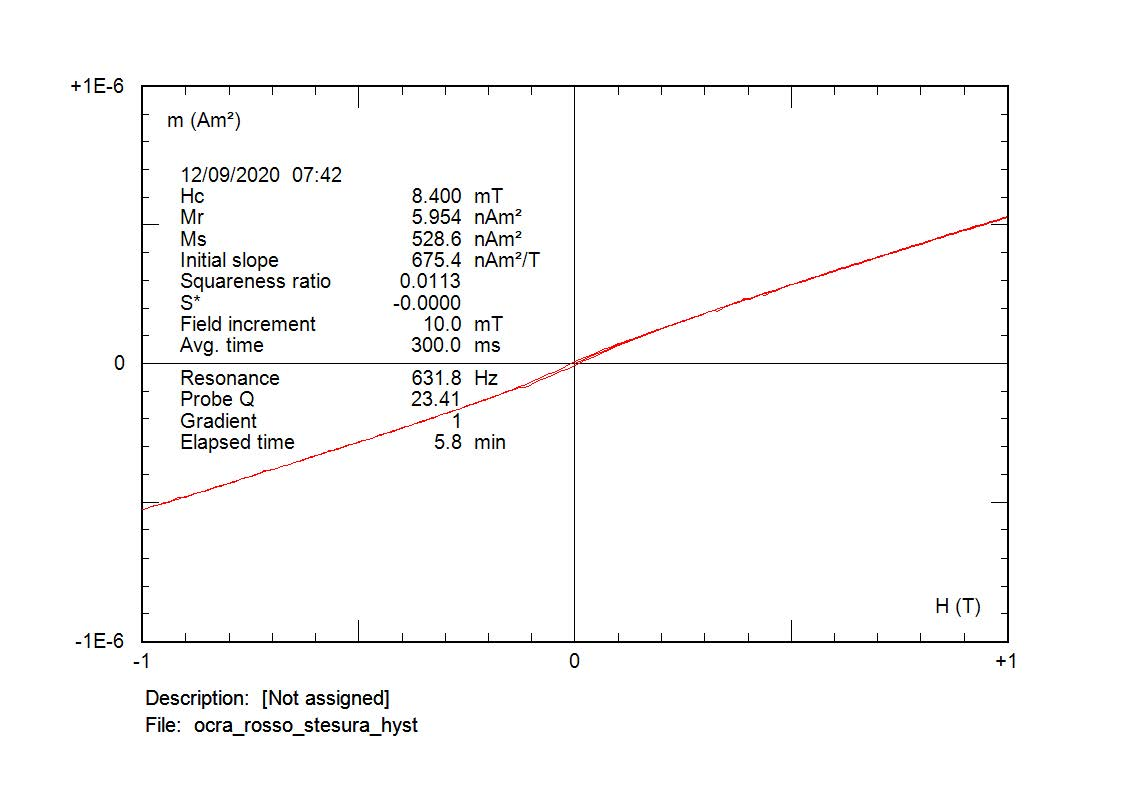 +1E-6
m (Am²)
12/09/2020 07:42
Hc 8.400 mT
Mr 5.954 nAm²
Ms 528.6 nAm²
Initial slope 675.4 nAm²/T
Squareness ratio 0.0113
S* -0.0000
Field increment 10.0 mT
Avg. time 300.0 ms
0
Resonance 631.8 Hz
Probe Q 23.41
Gradient 1
Elapsed time 5.8 min
H (T)
-1E-6
-1 0 +1
Description: [Not assigned]
File: ocra_rosso_stesura_hyst